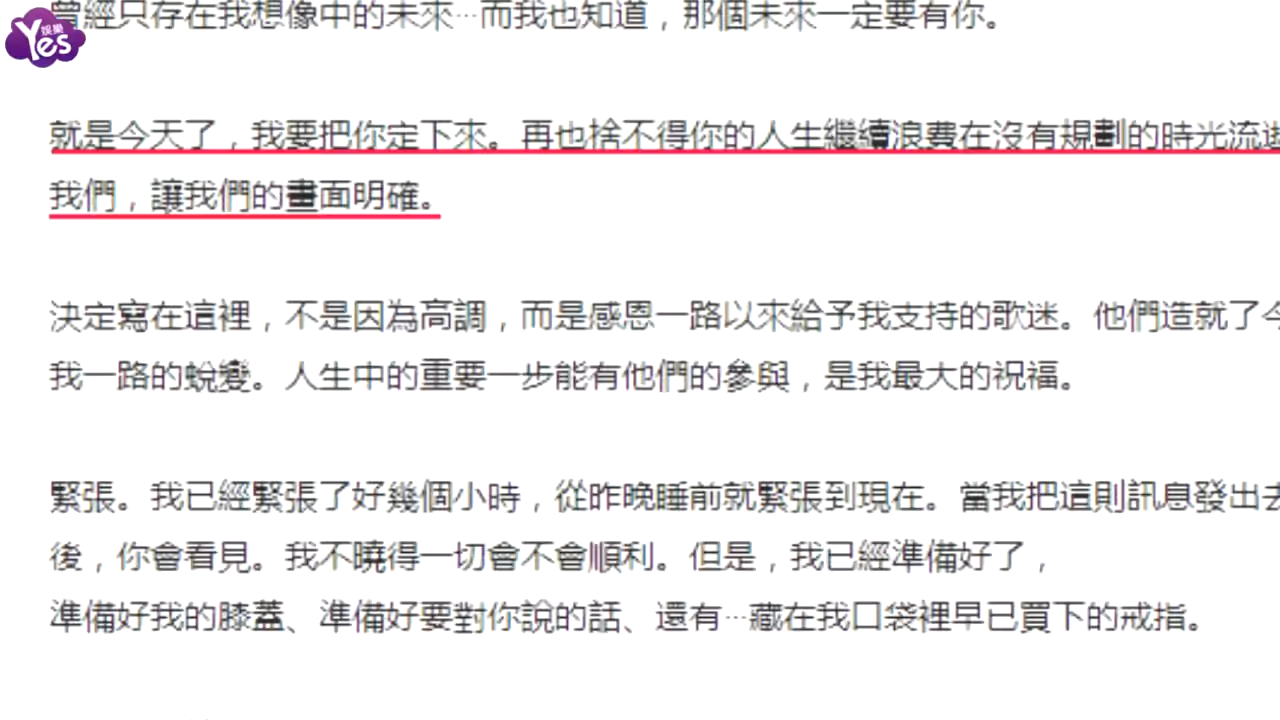 曾經只存在我想像中的未來…而我也知道，那個未來一定要有你。
Yes 娛樂
就是今天了，我要把你定下來。再也捨不得你的人生繼續浪費在沒有規劃的時光流逝
我們，讓我們的畫面明確。
決定寫在這裡，不是因為高調，而是感恩一路以來給予我支持的歌迷。他們造就了今
我一路的蛻變。人生中的重要一步能有他們的參與，是我最大的祝福。
緊張。我已經緊張了好幾個小時，從昨晚睡前就緊張到現在。當我把這則訊息發出去
後，你會看見。我不曉得一切會不會順利。但是，我已經準備好了，
準備好我的膝蓋、準備好要對你說的話、還有…藏在我口袋裡早已買下的戒指。